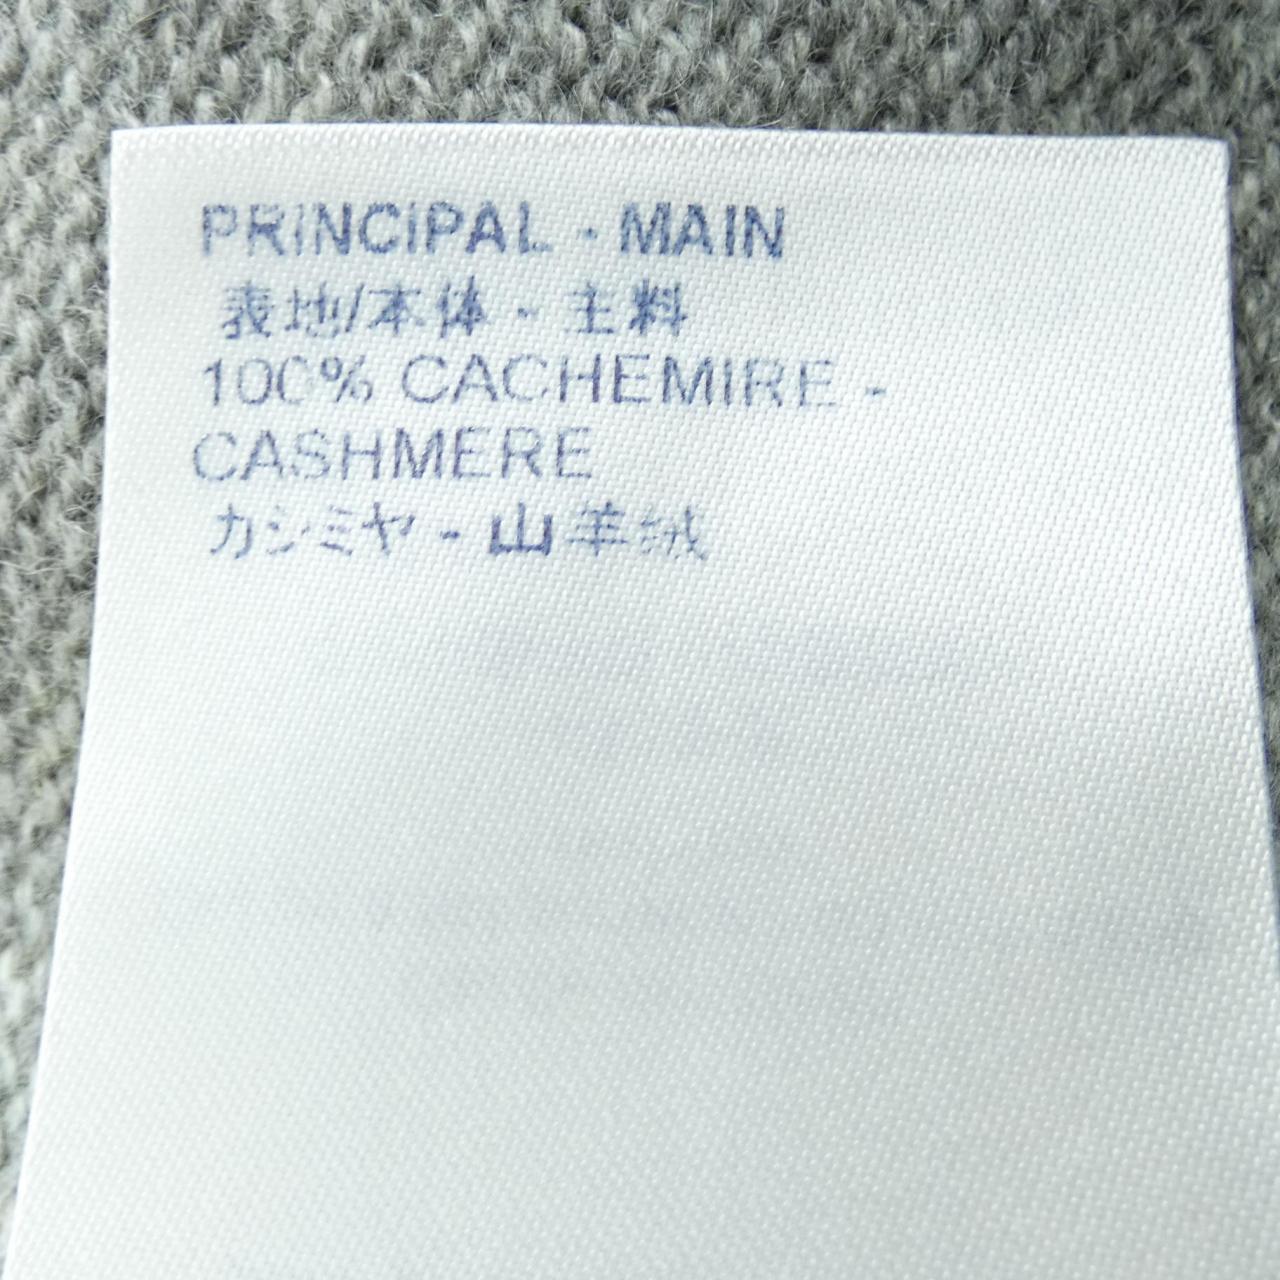 PRINCIPAL - MAIN
表地/本体 - 主料
100% CACHEMIRE -
CASHMERE
カシミヤ - 山羊绒